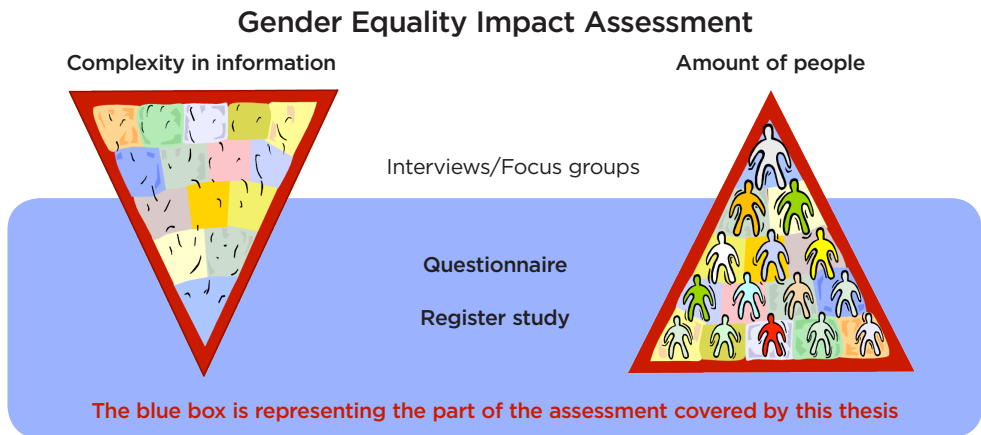 Gender Equality Impact Assessment
Complexity in information
Amount of people
Interviews/Focus groups
Questionnaire
Register study
The blue box is representing the part of the assessment covered by this thesis